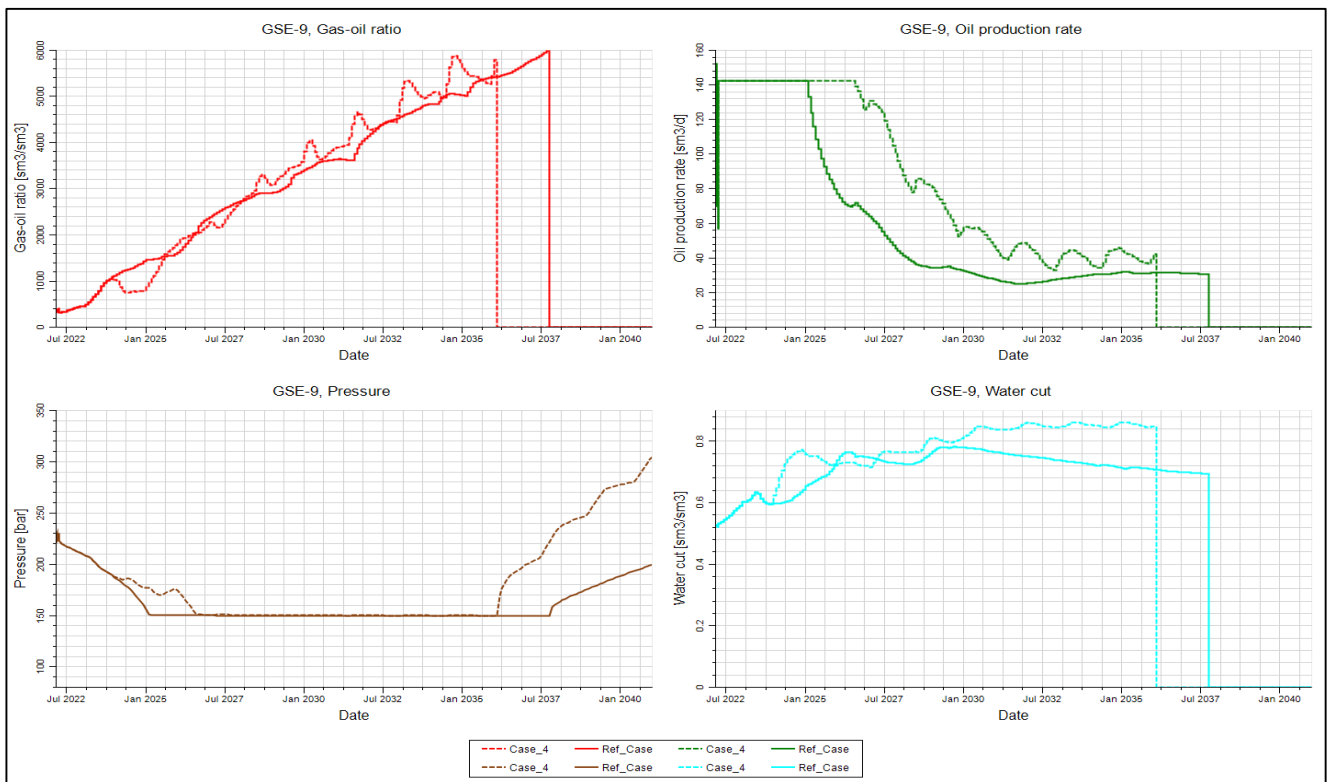 GSE-9, Gas-oil ratio
Gas-oil ratio [sm3/sm3]
6000
5000
4000
3000
2000
1000
0
Jul 2022 Jan 2025 Jul 2027 Jan 2030 Jul 2032 Jan 2035 Jul 2037 Jan 2040
Date
GSE-9, Oil production rate
Oil production rate [sm3/d]
160
140
120
100
80
60
40
20
0
Jul 2022 Jan 2025 Jul 2027 Jan 2030 Jul 2032 Jan 2035 Jul 2037 Jan 2040
Date
GSE-9, Pressure
Pressure [bar]
350
300
250
200
150
100
Jul 2022 Jan 2025 Jul 2027 Jan 2030 Jul 2032 Jan 2035 Jul 2037 Jan 2040
Date
GSE-9, Water cut
Water cut [sm3/sm3]
0.8
0.6
0.4
0.2
0
Jul 2022 Jan 2025 Jul 2027 Jan 2030 Jul 2032 Jan 2035 Jul 2037 Jan 2040
Date
Case_4 Ref_Case Case_4 Ref_Case
Case_4 Ref_Case Case_4 Ref_Case